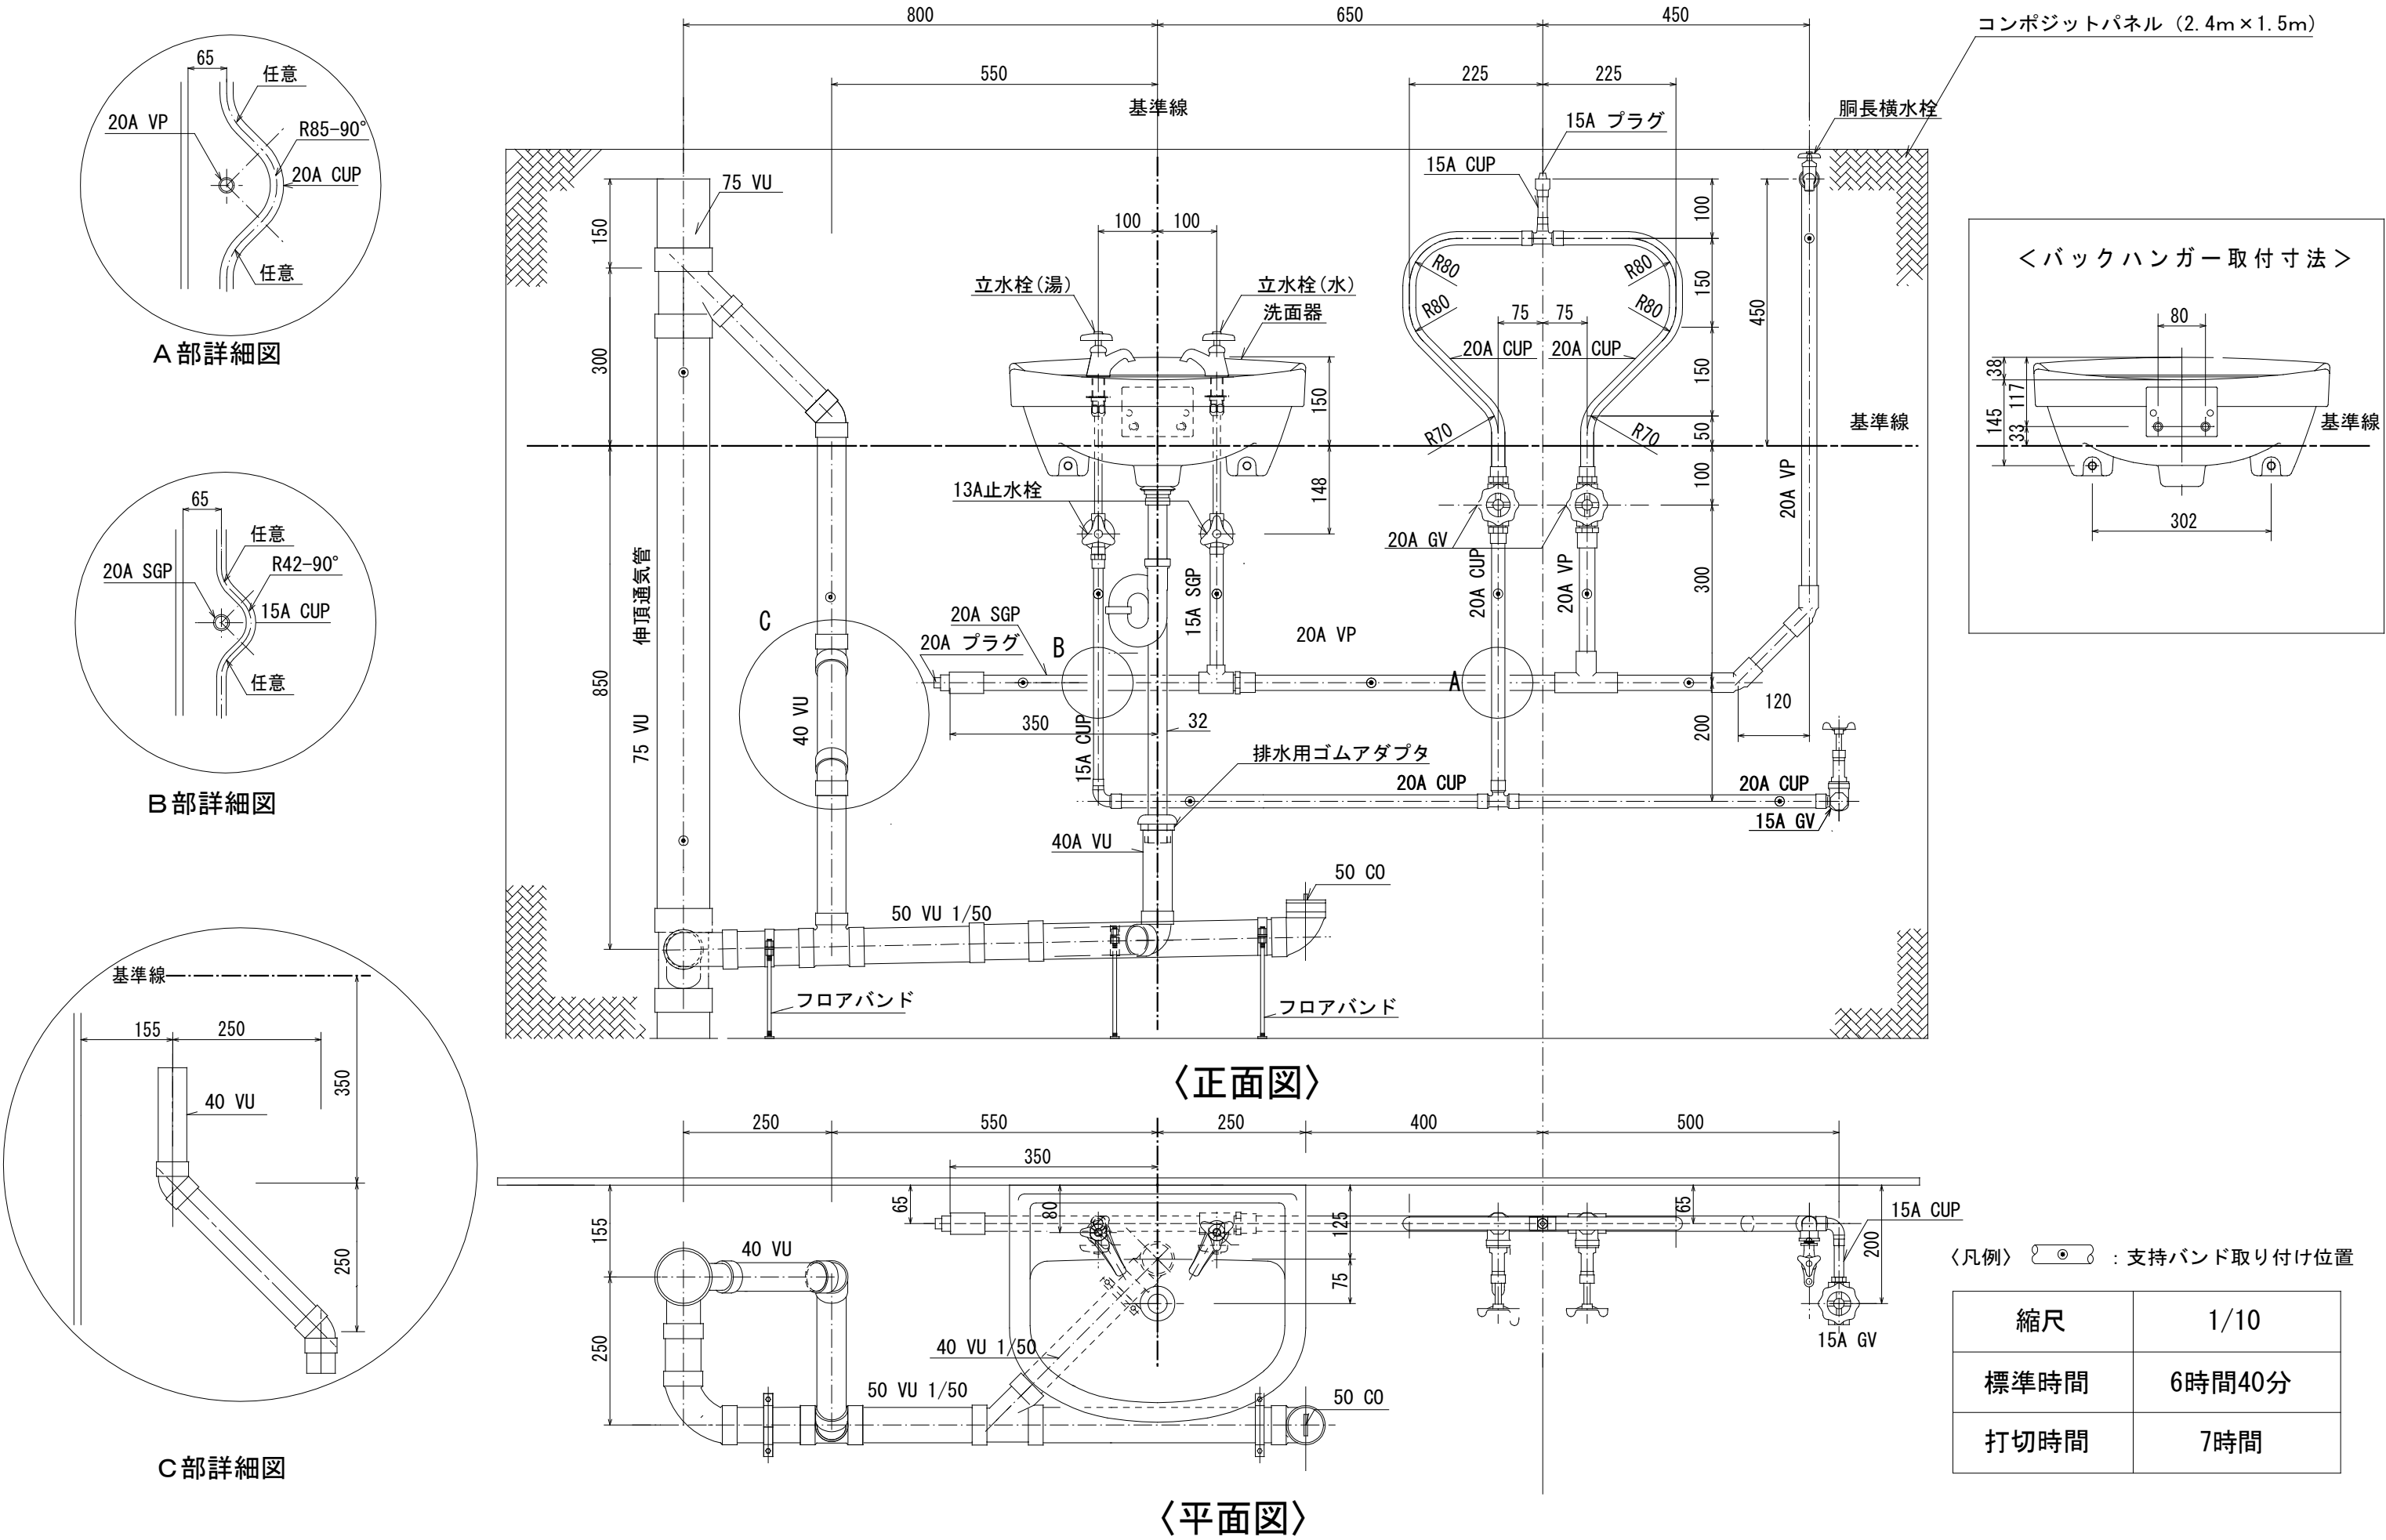 800
650
450
コンポジットパネル（2.4m×1.5m）
65
任意
20A VP
R85-90°
20A CUP
任意
A部詳細図
550
225
225
基準線
15A プラグ
胴長横水栓
15A CUP
75 VU
150
100
100
100
立水栓(湯)
立水栓(水)
洗面器
R80
R80
R80
R80
150
75
75
450
300
20A CUP
20A CUP
150
150
R70
R70
50
基準線
148
100
13A止水栓
20A GV
20A VP
＜バックハンガー取付寸法＞
80
38
117
145
33
基準線
302
65
任意
20A SGP
R42-90°
15A CUP
任意
B部詳細図
伸頂通気管
75 VU
850
C
40 VU
20A SGP
20A プラグ
B
15A SGP
20A VP
20A CUP
20A VP
300
A
350
15A CUP
32
120
200
排水用ゴムアダプタ
20A CUP
20A CUP
15A GV
40A VU
50 CO
50 VU 1/50
フロアバンド
フロアバンド
〈正面図〉
基準線
155
250
350
40 VU
250
C部詳細図
250
550
250
400
500
350
65
80
125
65
155
40 VU
75
200
15A CUP
250
40 VU 1/50
50 VU 1/50
50 CO
15A GV
〈平面図〉
〈凡例〉 ：支持バンド取り付け位置
縮尺 1/10
標準時間 6時間40分
打切時間 7時間